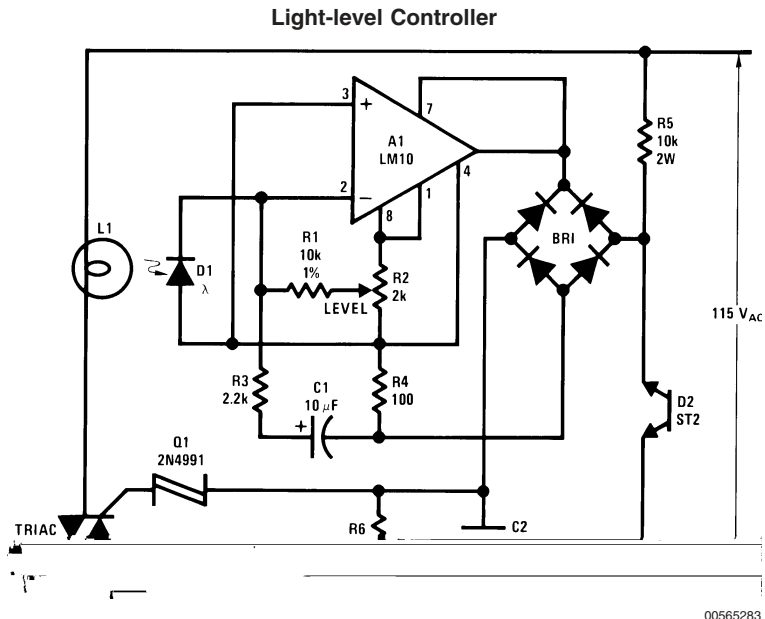 Light-level Controller
3
7
A1
LM10
4
2
1
8
R5
10k
2W
BRI
L1
D1
λ
R1
10k
1%
LEVEL
R2
2k
115 VAC
R3
2.2k
C1
10 μF
+
R4
100
D2
ST2
Q1
2N4991
TRIAC
R6
C2
00565283